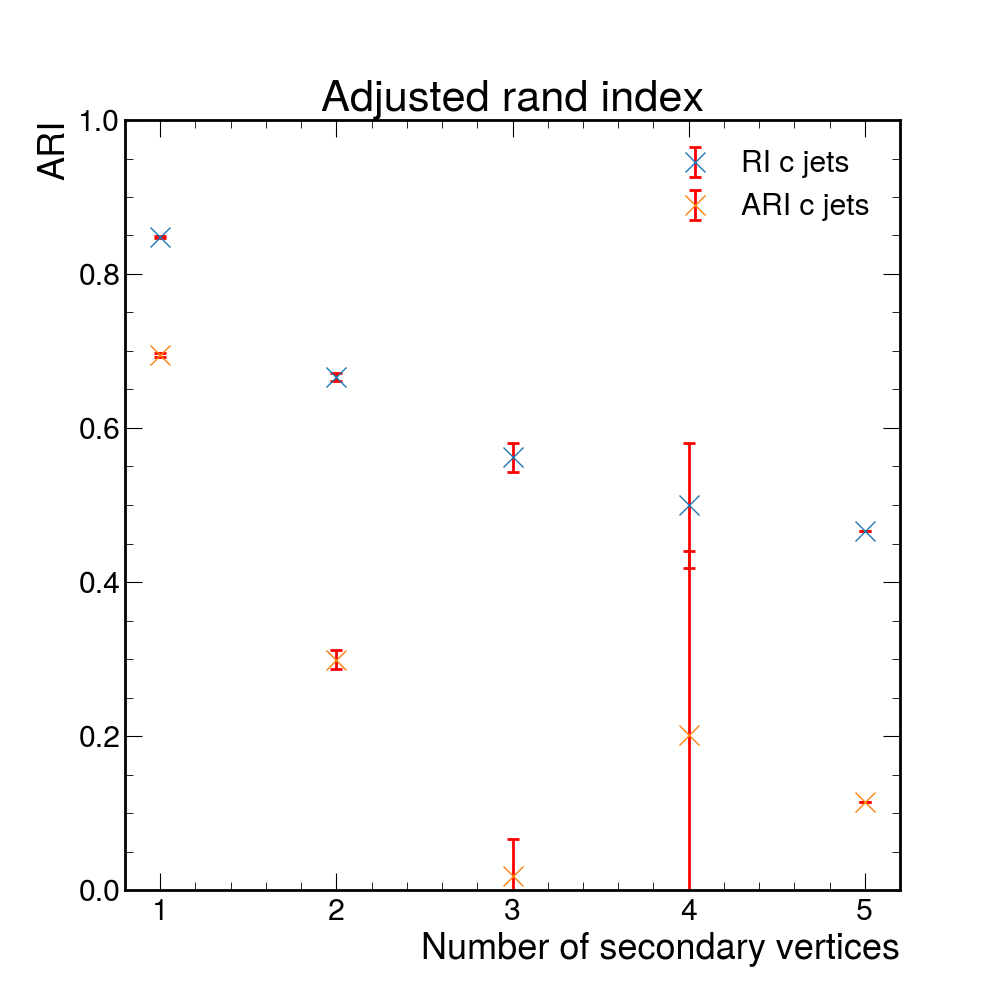 Adjusted rand index
ARI
1.0
0.8
0.6
0.4
0.2
0.0
RI c jets
ARI c jets
1 2 3 4 5
Number of secondary vertices